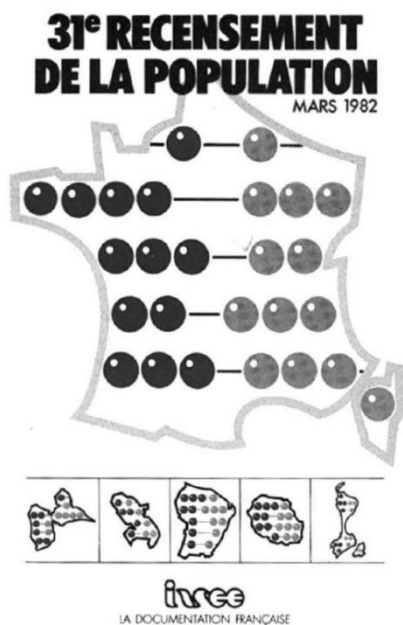 31e RECENSEMENT
DE LA POPULATION
MARS 1982
insee
LA DOCUMENTATION FRANÇAISE